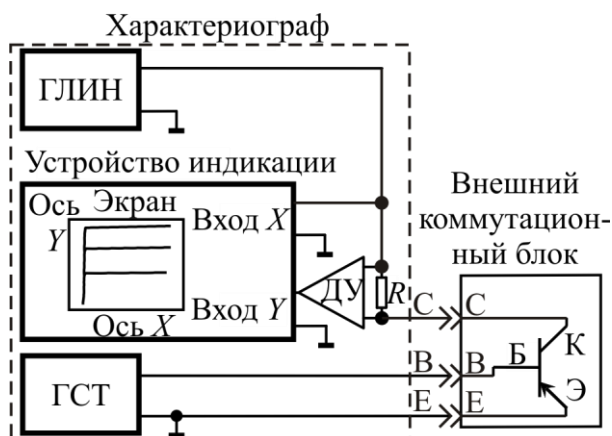 Характериограф
ГЛИН
Устройство индикации
Ось Экран
Y
Вход X
Вход Y
Ось X
ДУ
R
ГСТ
С
В
Е
Внешний
коммутацион-
ный блок
С
В
Е
Б
К
Э